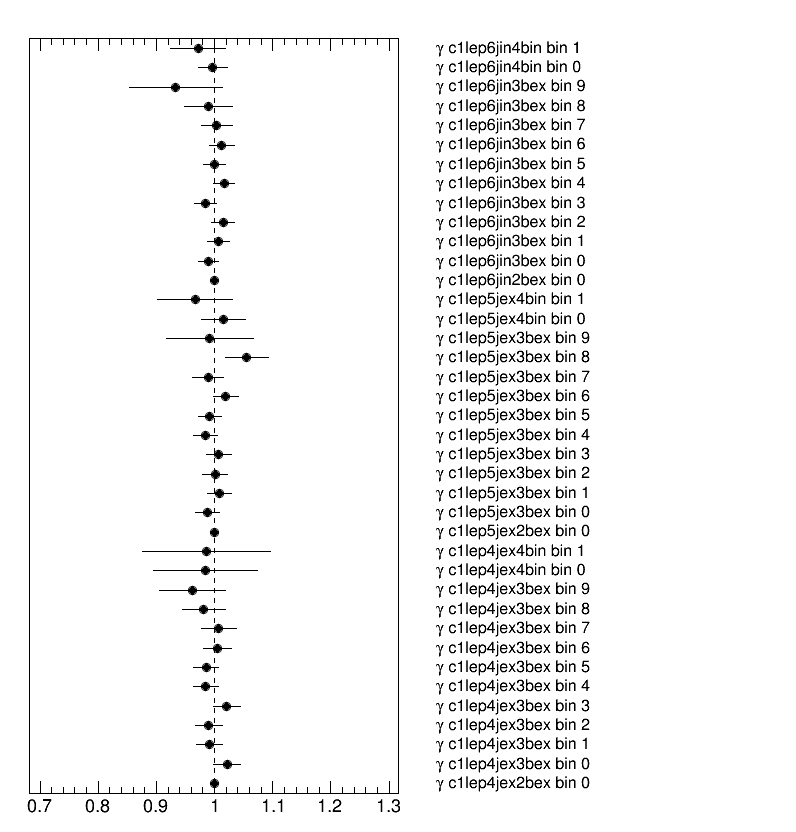 γ c1lep6jin4bin bin 1
γ c1lep6jin4bin bin 0
γ c1lep6jin3bex bin 9
γ c1lep6jin3bex bin 8
γ c1lep6jin3bex bin 7
γ c1lep6jin3bex bin 6
γ c1lep6jin3bex bin 5
γ c1lep6jin3bex bin 4
γ c1lep6jin3bex bin 3
γ c1lep6jin3bex bin 2
γ c1lep6jin3bex bin 1
γ c1lep6jin3bex bin 0
γ c1lep6jin2bex bin 0
γ c1lep5jex4bin bin 1
γ c1lep5jex4bin bin 0
γ c1lep5jex3bex bin 9
γ c1lep5jex3bex bin 8
γ c1lep5jex3bex bin 7
γ c1lep5jex3bex bin 6
γ c1lep5jex3bex bin 5
γ c1lep5jex3bex bin 4
γ c1lep5jex3bex bin 3
γ c1lep5jex3bex bin 2
γ c1lep5jex3bex bin 1
γ c1lep5jex3bex bin 0
γ c1lep5jex2bex bin 0
γ c1lep4jex4bin bin 1
γ c1lep4jex4bin bin 0
γ c1lep4jex3bex bin 9
γ c1lep4jex3bex bin 8
γ c1lep4jex3bex bin 7
γ c1lep4jex3bex bin 6
γ c1lep4jex3bex bin 5
γ c1lep4jex3bex bin 4
γ c1lep4jex3bex bin 3
γ c1lep4jex3bex bin 2
γ c1lep4jex3bex bin 1
γ c1lep4jex3bex bin 0
γ c1lep4jex2bex bin 0
0.7 0.8 0.9 1 1.1 1.2 1.3